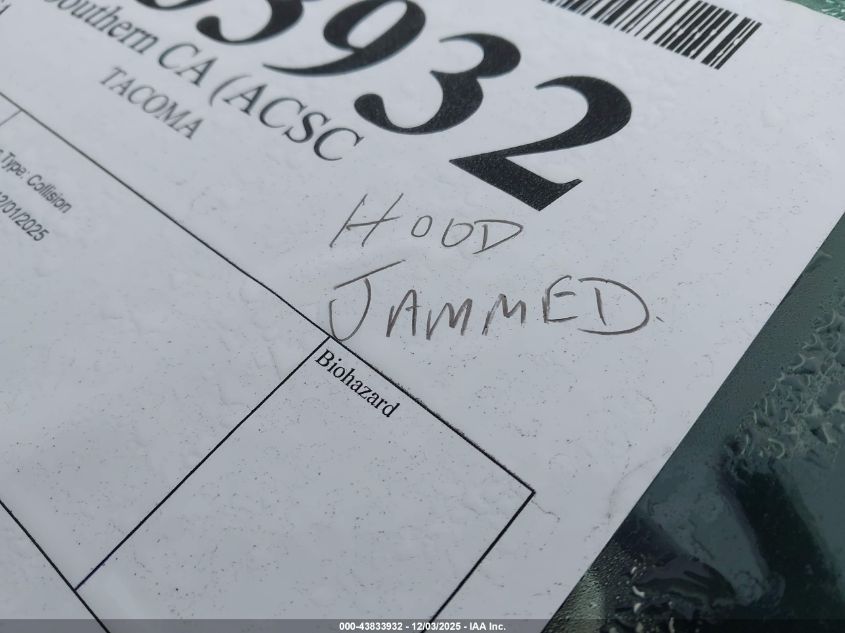 3932
Southern CA (ACSC
TACOMA
Type: Collision
12/01/2025
HOOD
JAMMED.
Biohazard
000-43833932 - 12/03/2025 - IAA Inc.